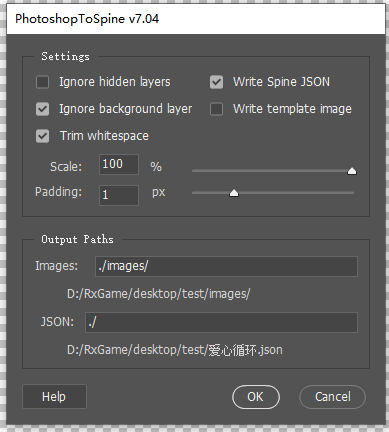 PhotoshopToSpine v7.04
Settings
Ignore hidden layers
Write Spine JSON
Ignore background layer
Write template image
Trim whitespace
Scale: 100 %
Padding: 1 px
Output Paths
Images: ./images/
D:/RxGame/desktop/test/images/
JSON: ./
D:/RxGame/desktop/test/爱心循环.json
Help OK Cancel